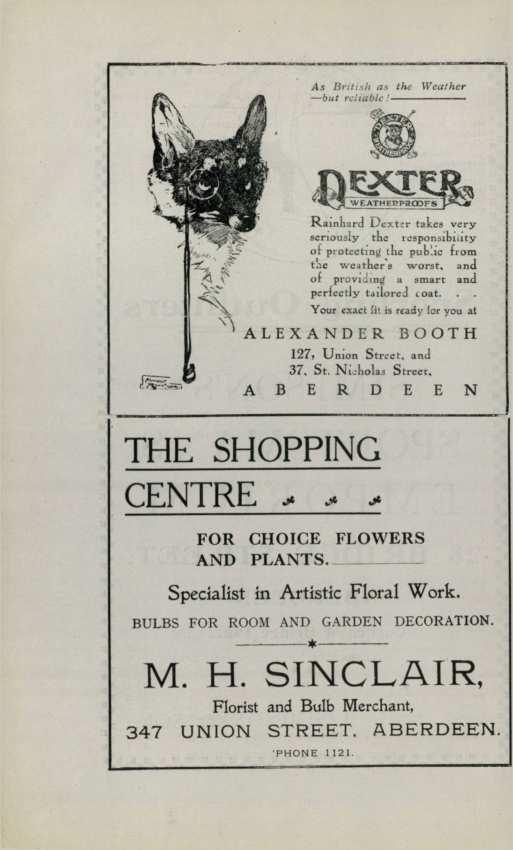 As British as the Weather
—but reliable!
DEXTER
WEATHERPROOFS
Rainhard Dexter takes very
seriously the responsibility
of protecting the public from
the weather's worst, and
of providing a smart and
perfectly tailored coat. . .
Your exact fit is ready for you at
ALEXANDER BOOTH
127, Union Street, and
37, St. Nicholas Street,
ABERDEEN
THE SHOPPING
CENTRE
FOR CHOICE FLOWERS
AND PLANTS.
Specialist in Artistic Floral Work.
BULBS FOR ROOM AND GARDEN DECORATION.
M. H. SINCLAIR,
Florist and Bulb Merchant,
347 UNION STREET, ABERDEEN.
'PHONE 1121.